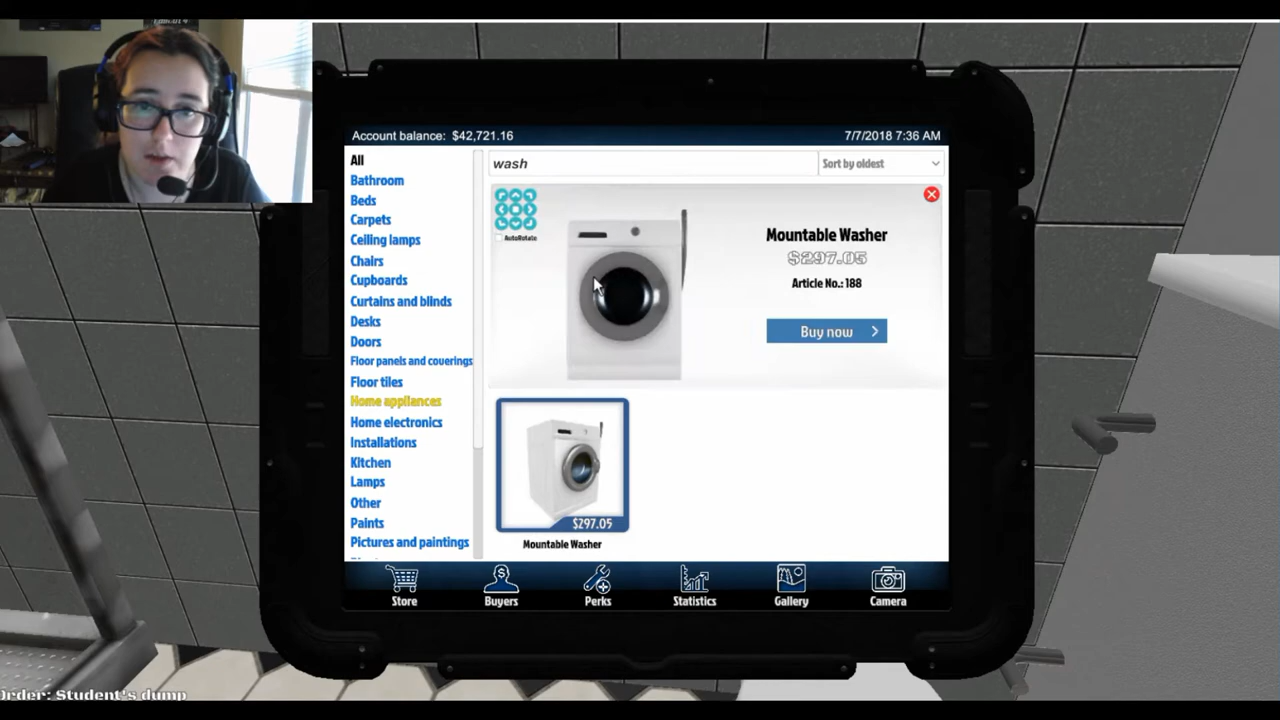 Account balance: $42,721.16
7/7/2018 7:36 AM
All
Bathroom
Beds
Carpets
Ceiling lamps
Chairs
Cupboards
Curtains and blinds
Desks
Doors
Floor panels and coverings
Floor tiles
Home appliances
Home electronics
Installations
Kitchen
Lamps
Other
Paints
Pictures and paintings
wash
Sort by oldest
AutoRotate
Mountable Washer
$297.05
Article No.: 188
Buy now
$297.05
Mountable Washer
Store
Buyers
Perks
Statistics
Gallery
Camera
Order: Student's dump